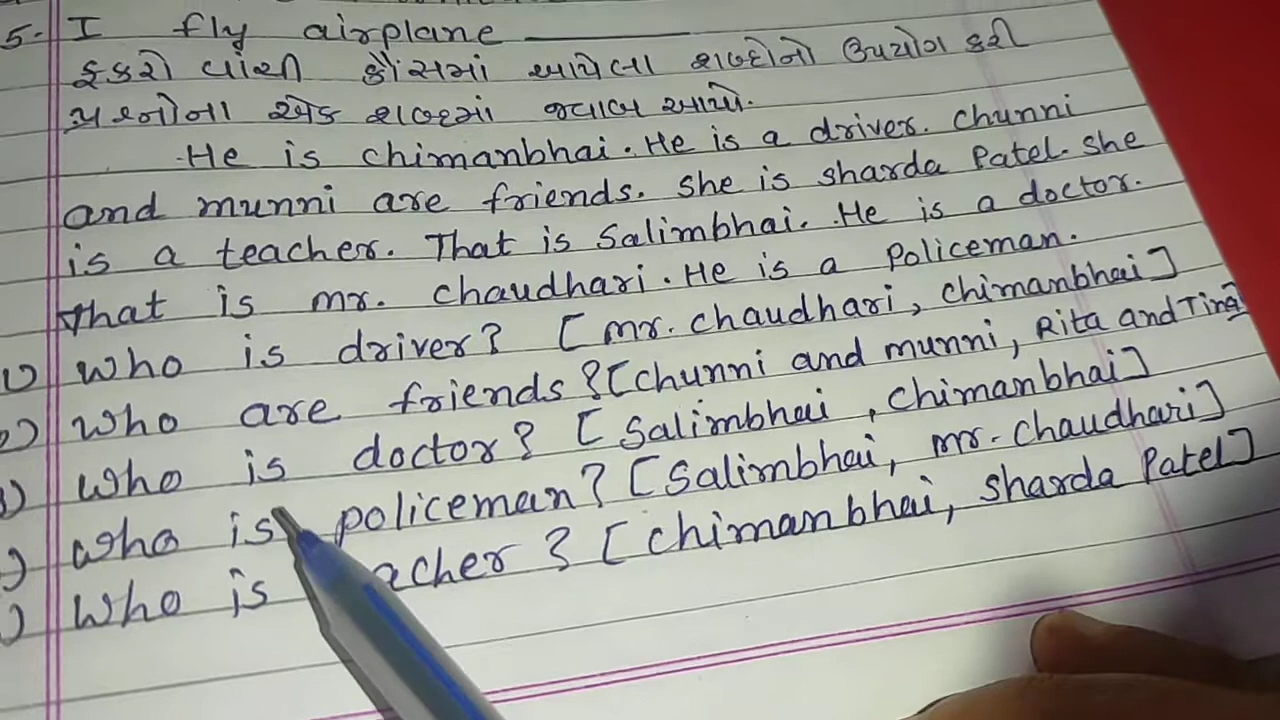 5. I fly airplane
ફકરો વાંચી કૌંસમાં આપેલા શબ્દોનો ઉપયોગ કરી
પ્રશ્નોના એક શબ્દમાં જવાબ આપો.
He is chimanbhai. He is a driver. Chunni
and munni are friends. She is sharda Patel. She
is a teacher. That is Salimbhai. He is a doctor.
That is mr. chaudhari. He is a Policeman.
1) Who is driver? [mr. chaudhari, chimanbhai]
2) Who are friends? [chunni and munni, Rita and Tina
3) Who is doctor? [Salimbhai, chimanbhai]
) Who is policeman? [Salimbhai, mr. chaudhari]
) Who is acher? [chimanbhai, sharda Patel]